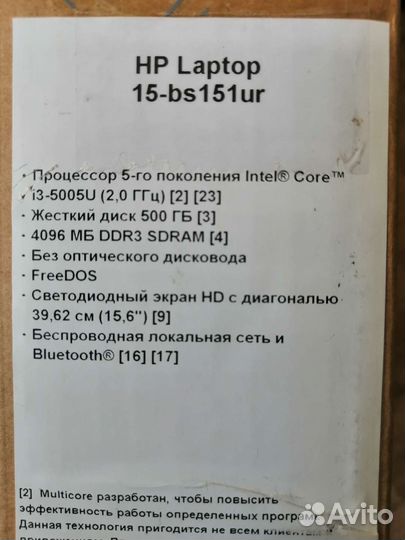 HP Laptop
15-bs151ur
· Процессор 5-го поколения Intel® Core™
i3-5005U (2,0 ГГц) [2] [23]
· Жесткий диск 500 ГБ [3]
· 4096 МБ DDR3 SDRAM [4]
· Без оптического дисковода
· FreeDOS
· Светодиодный экран HD с диагональю
39,62 см (15,6") [9]
· Беспроводная локальная сеть и
Bluetooth® [16] [17]
[2] Multicore разработан, чтобы повысить
эффективность работы определенных програм
Данная технология пригодится не всем клиентам
Avito